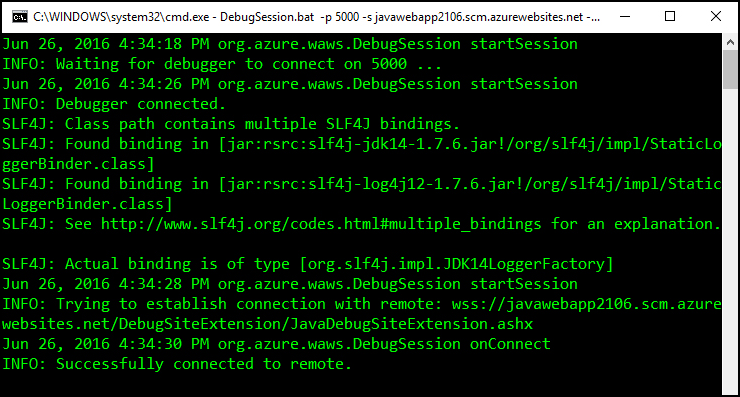 C:\WINDOWS\system32\cmd.exe - DebugSession.bat  -p 5000 -s javawebapp2106.scm.azurewebsites.net -...
Jun 26, 2016 4:34:18 PM org.azure.waws.DebugSession startSession
INFO: Waiting for debugger to connect on 5000 ...
Jun 26, 2016 4:34:26 PM org.azure.waws.DebugSession startSession
INFO: Debugger connected.
SLF4J: Class path contains multiple SLF4J bindings.
SLF4J: Found binding in [jar:rsrc:slf4j-jdk14-1.7.6.jar!/org/slf4j/impl/StaticLo
ggerBinder.class]
SLF4J: Found binding in [jar:rsrc:slf4j-log4j12-1.7.6.jar!/org/slf4j/impl/Static
LoggerBinder.class]
SLF4J: See http://www.slf4j.org/codes.html#multiple_bindings for an explanation.
SLF4J: Actual binding is of type [org.slf4j.impl.JDK14LoggerFactory]
Jun 26, 2016 4:34:28 PM org.azure.waws.DebugSession startSession
INFO: Trying to establish connection with remote: wss://javawebapp2106.scm.azure
websites.net/DebugSiteExtension/JavaDebugSiteExtension.ashx
Jun 26, 2016 4:34:30 PM org.azure.waws.DebugSession onConnect
INFO: Successfully connected to remote.